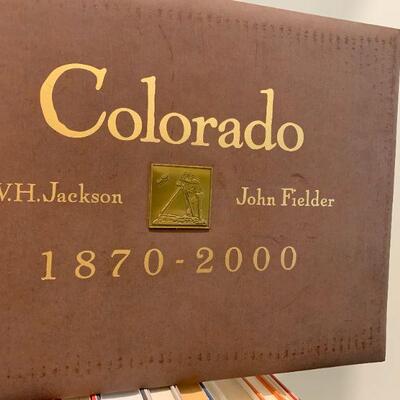 Colorado
W.H. Jackson John Fielder
1870-2000